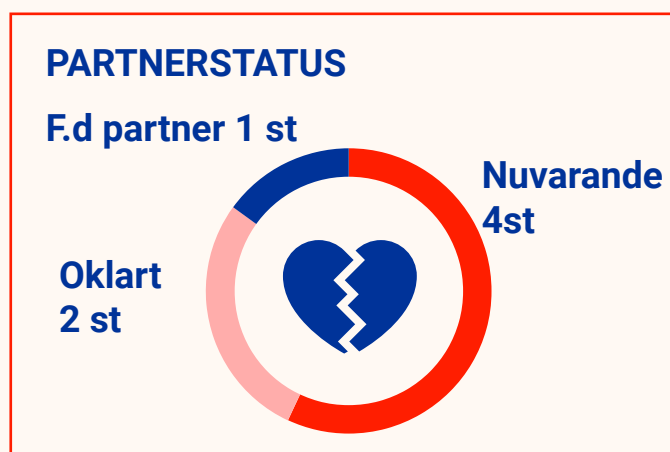 PARTNERSTATUS
F.d partner 1 st
Nuvarande
4st
Oklart
2 st